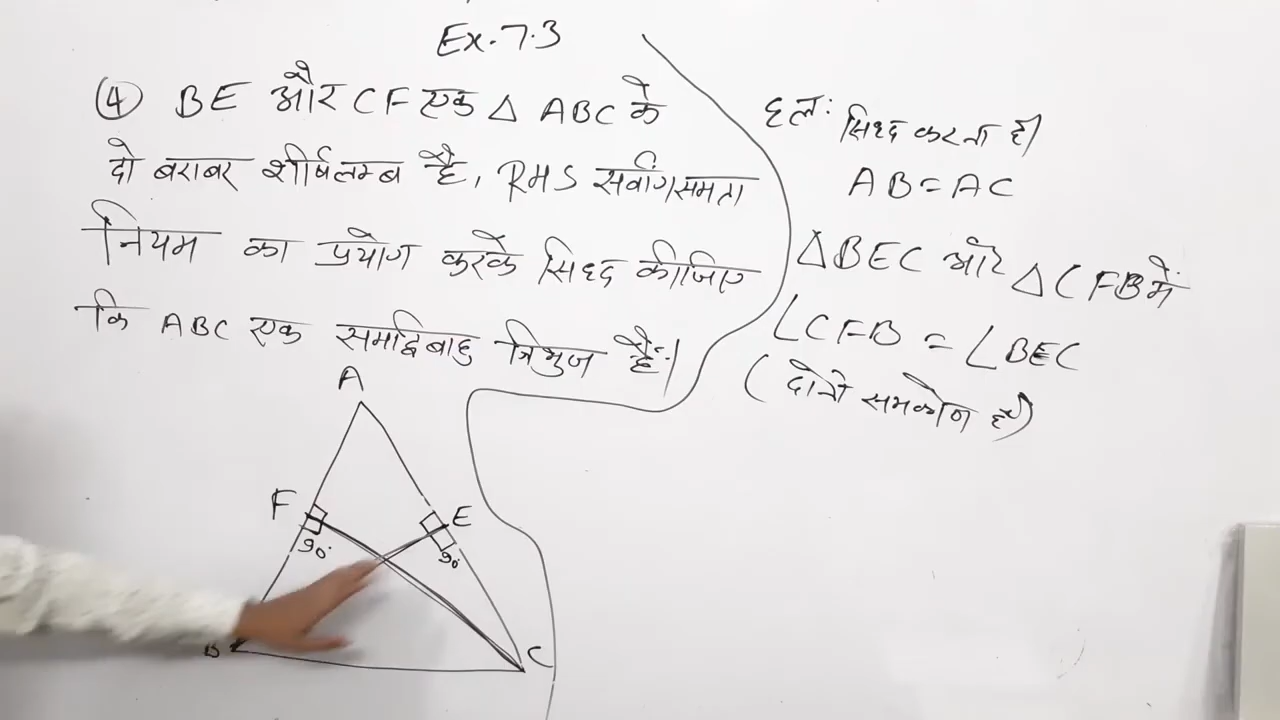 Ex. 7.3
④ BE और CF एक △ ABC के
दो बराबर शीर्षलम्ब है, RHS सर्वांगसमता
नियम का प्रयोग करके सिध्द कीजिए
कि ABC एक समद्विबाहु त्रिभुज है।
A
F
E
90°
90°
B
C
हल: सिध्द करना है।
AB = AC
△BEC और △CFB में
∠CFB = ∠BEC
(दोनो समकोण है)